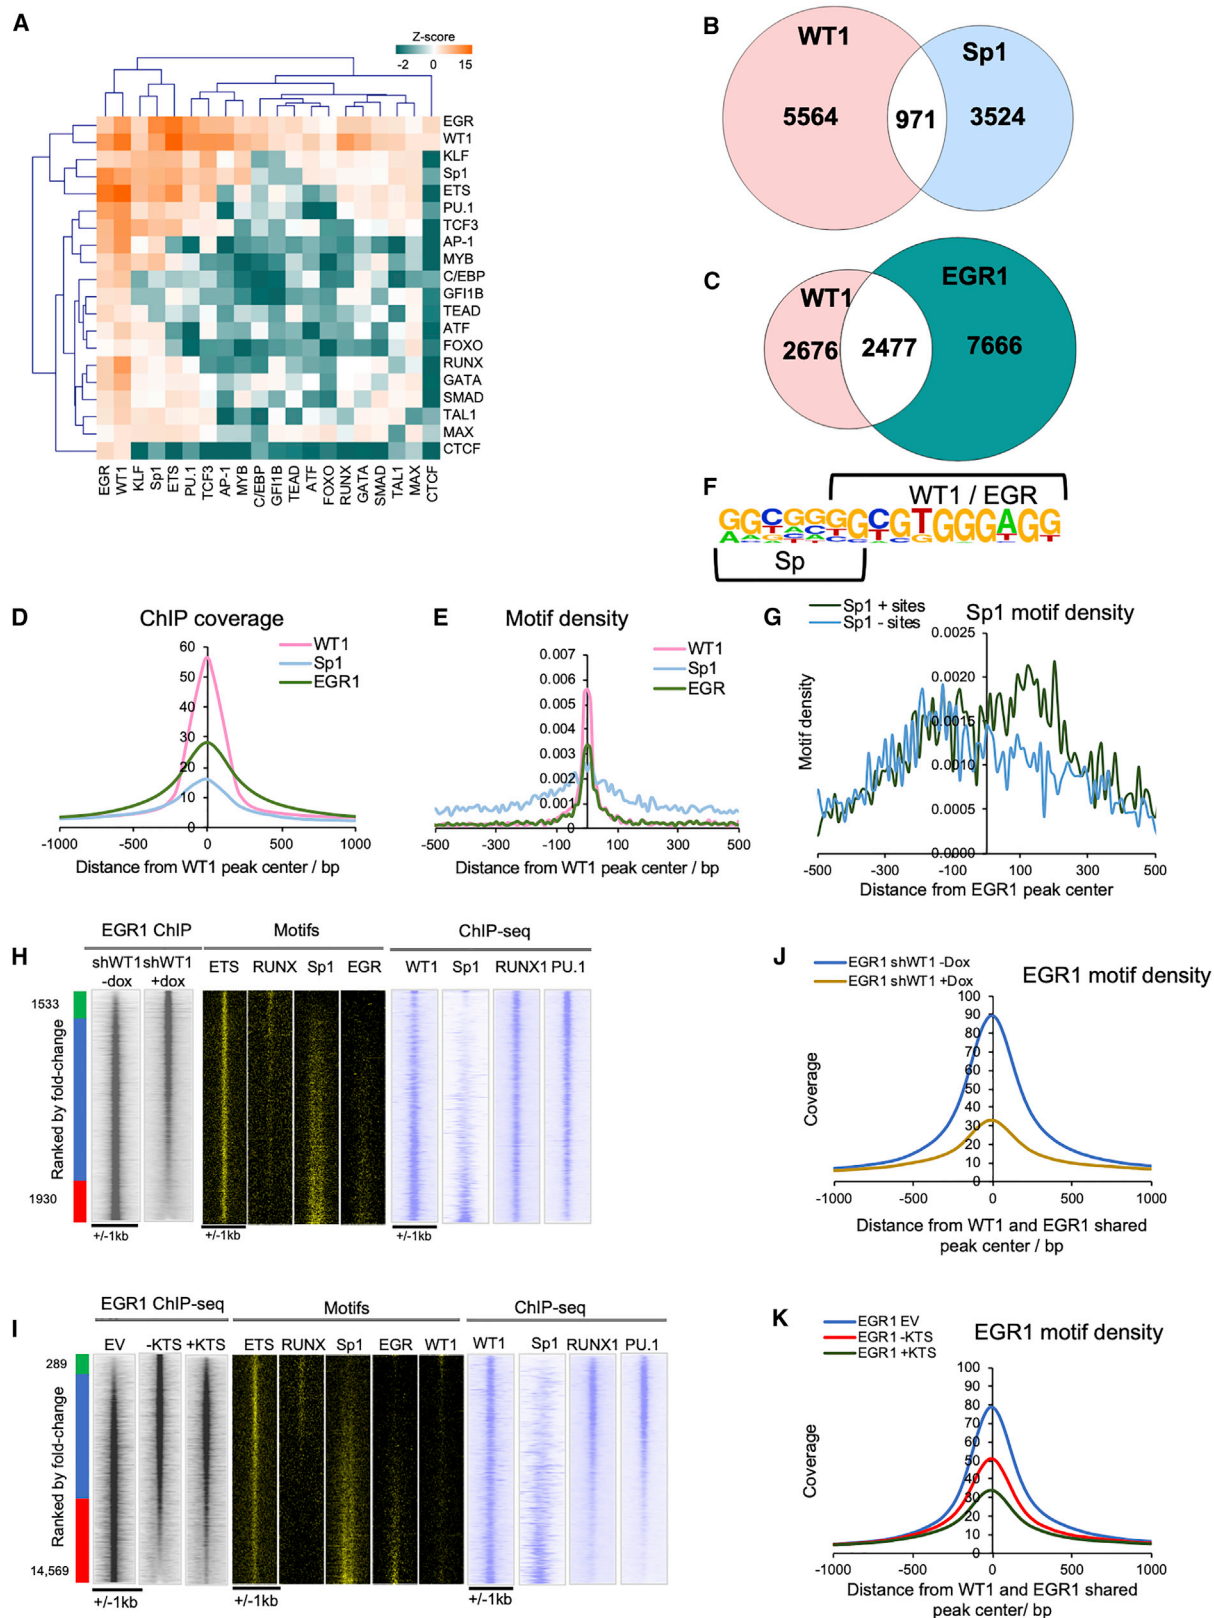 A
Z-score
-2 0 15
EGR
WT1
KLF
Sp1
ETS
PU.1
TCF3
AP-1
MYB
C/EBP
GFI1B
TEAD
ATF
FOXO
RUNX
GATA
SMAD
TAL1
MAX
CTCF
EGR
WT1
KLF
Sp1
ETS
PU.1
TCF3
AP-1
MYB
C/EBP
GFI1B
TEAD
ATF
FOXO
RUNX
GATA
SMAD
TAL1
MAX
CTCF
B
WT1
Sp1
5564
971
3524
C
WT1
EGR1
2676
2477
7666
F
WT1 / EGR
Sp
D
ChIP coverage
WT1
Sp1
EGR1
60
50
40
30
20
10
0
-1000 -500 0 500 1000
Distance from WT1 peak center / bp
E
Motif density
WT1
Sp1
EGR
0.007
0.006
0.005
0.004
0.003
0.002
0.001
0
-500 -300 -100 100 300 500
Distance from WT1 peak center / bp
G
Sp1 + sites
Sp1 - sites
Sp1 motif density
Motif density
0.0025
0.0020
0.0015
0.0010
0.0005
0.0000
-500 -300 -100 100 300 500
Distance from EGR1 peak center
H
EGR1 ChIP
Motifs
ChIP-seq
shWT1 -dox
shWT1 +dox
ETS RUNX Sp1 EGR
WT1 Sp1 RUNX1 PU.1
1533
Ranked by fold-change
1930
+/-1kb
+/-1kb
+/-1kb
J
EGR1 shWT1 -Dox
EGR1 shWT1 +Dox
EGR1 motif density
Coverage
100
90
80
70
60
50
40
30
20
10
0
-1000 -500 0 500 1000
Distance from WT1 and EGR1 shared
peak center / bp
I
EGR1 ChIP-seq
Motifs
ChIP-seq
EV -KTS +KTS
ETS RUNX Sp1 EGR WT1
WT1 Sp1 RUNX1 PU.1
289
Ranked by fold-change
14,569
+/-1kb
+/-1kb
+/-1kb
K
EGR1 EV
EGR1 -KTS
EGR1 +KTS
EGR1 motif density
Coverage
100
90
80
70
60
50
40
30
20
10
0
-1000 -500 0 500 1000
Distance from WT1 and EGR1 shared
peak center/ bp